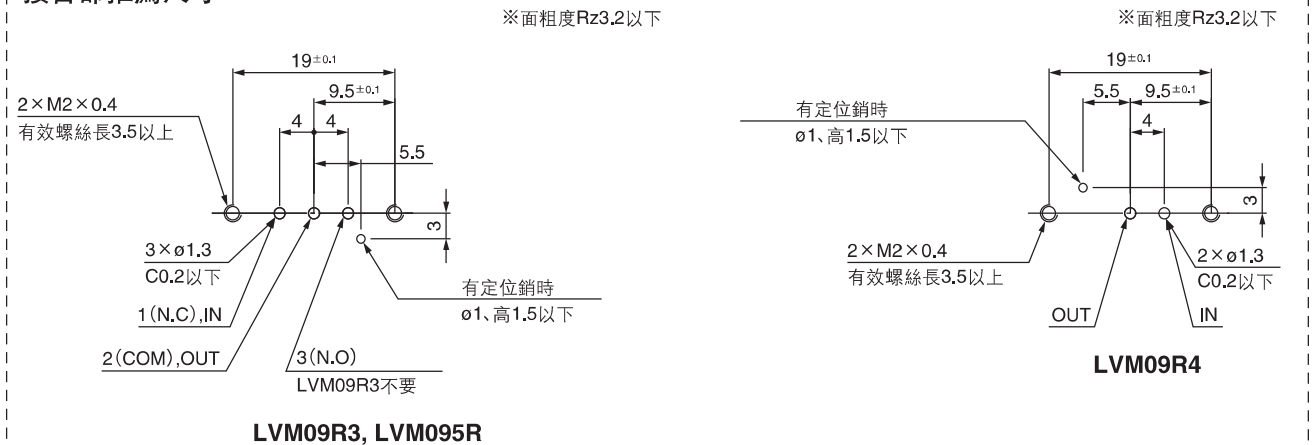 ※面粗度Rz3.2以下
19±0.1
9.5±0.1
2×M2×0.4
有效螺絲長3.5以上
4
4
5.5
3
3×ø1.3
C0.2以下
有定位銷時
ø1、高1.5以下
1(N.C),IN
2(COM),OUT
3(N.O)
LVM09R3不要
LVM09R3, LVM095R
※面粗度Rz3.2以下
19±0.1
5.5
9.5±0.1
有定位銷時
ø1、高1.5以下
4
3
2×M2×0.4
有效螺絲長3.5以上
2×ø1.3
C0.2以下
OUT
IN
LVM09R4